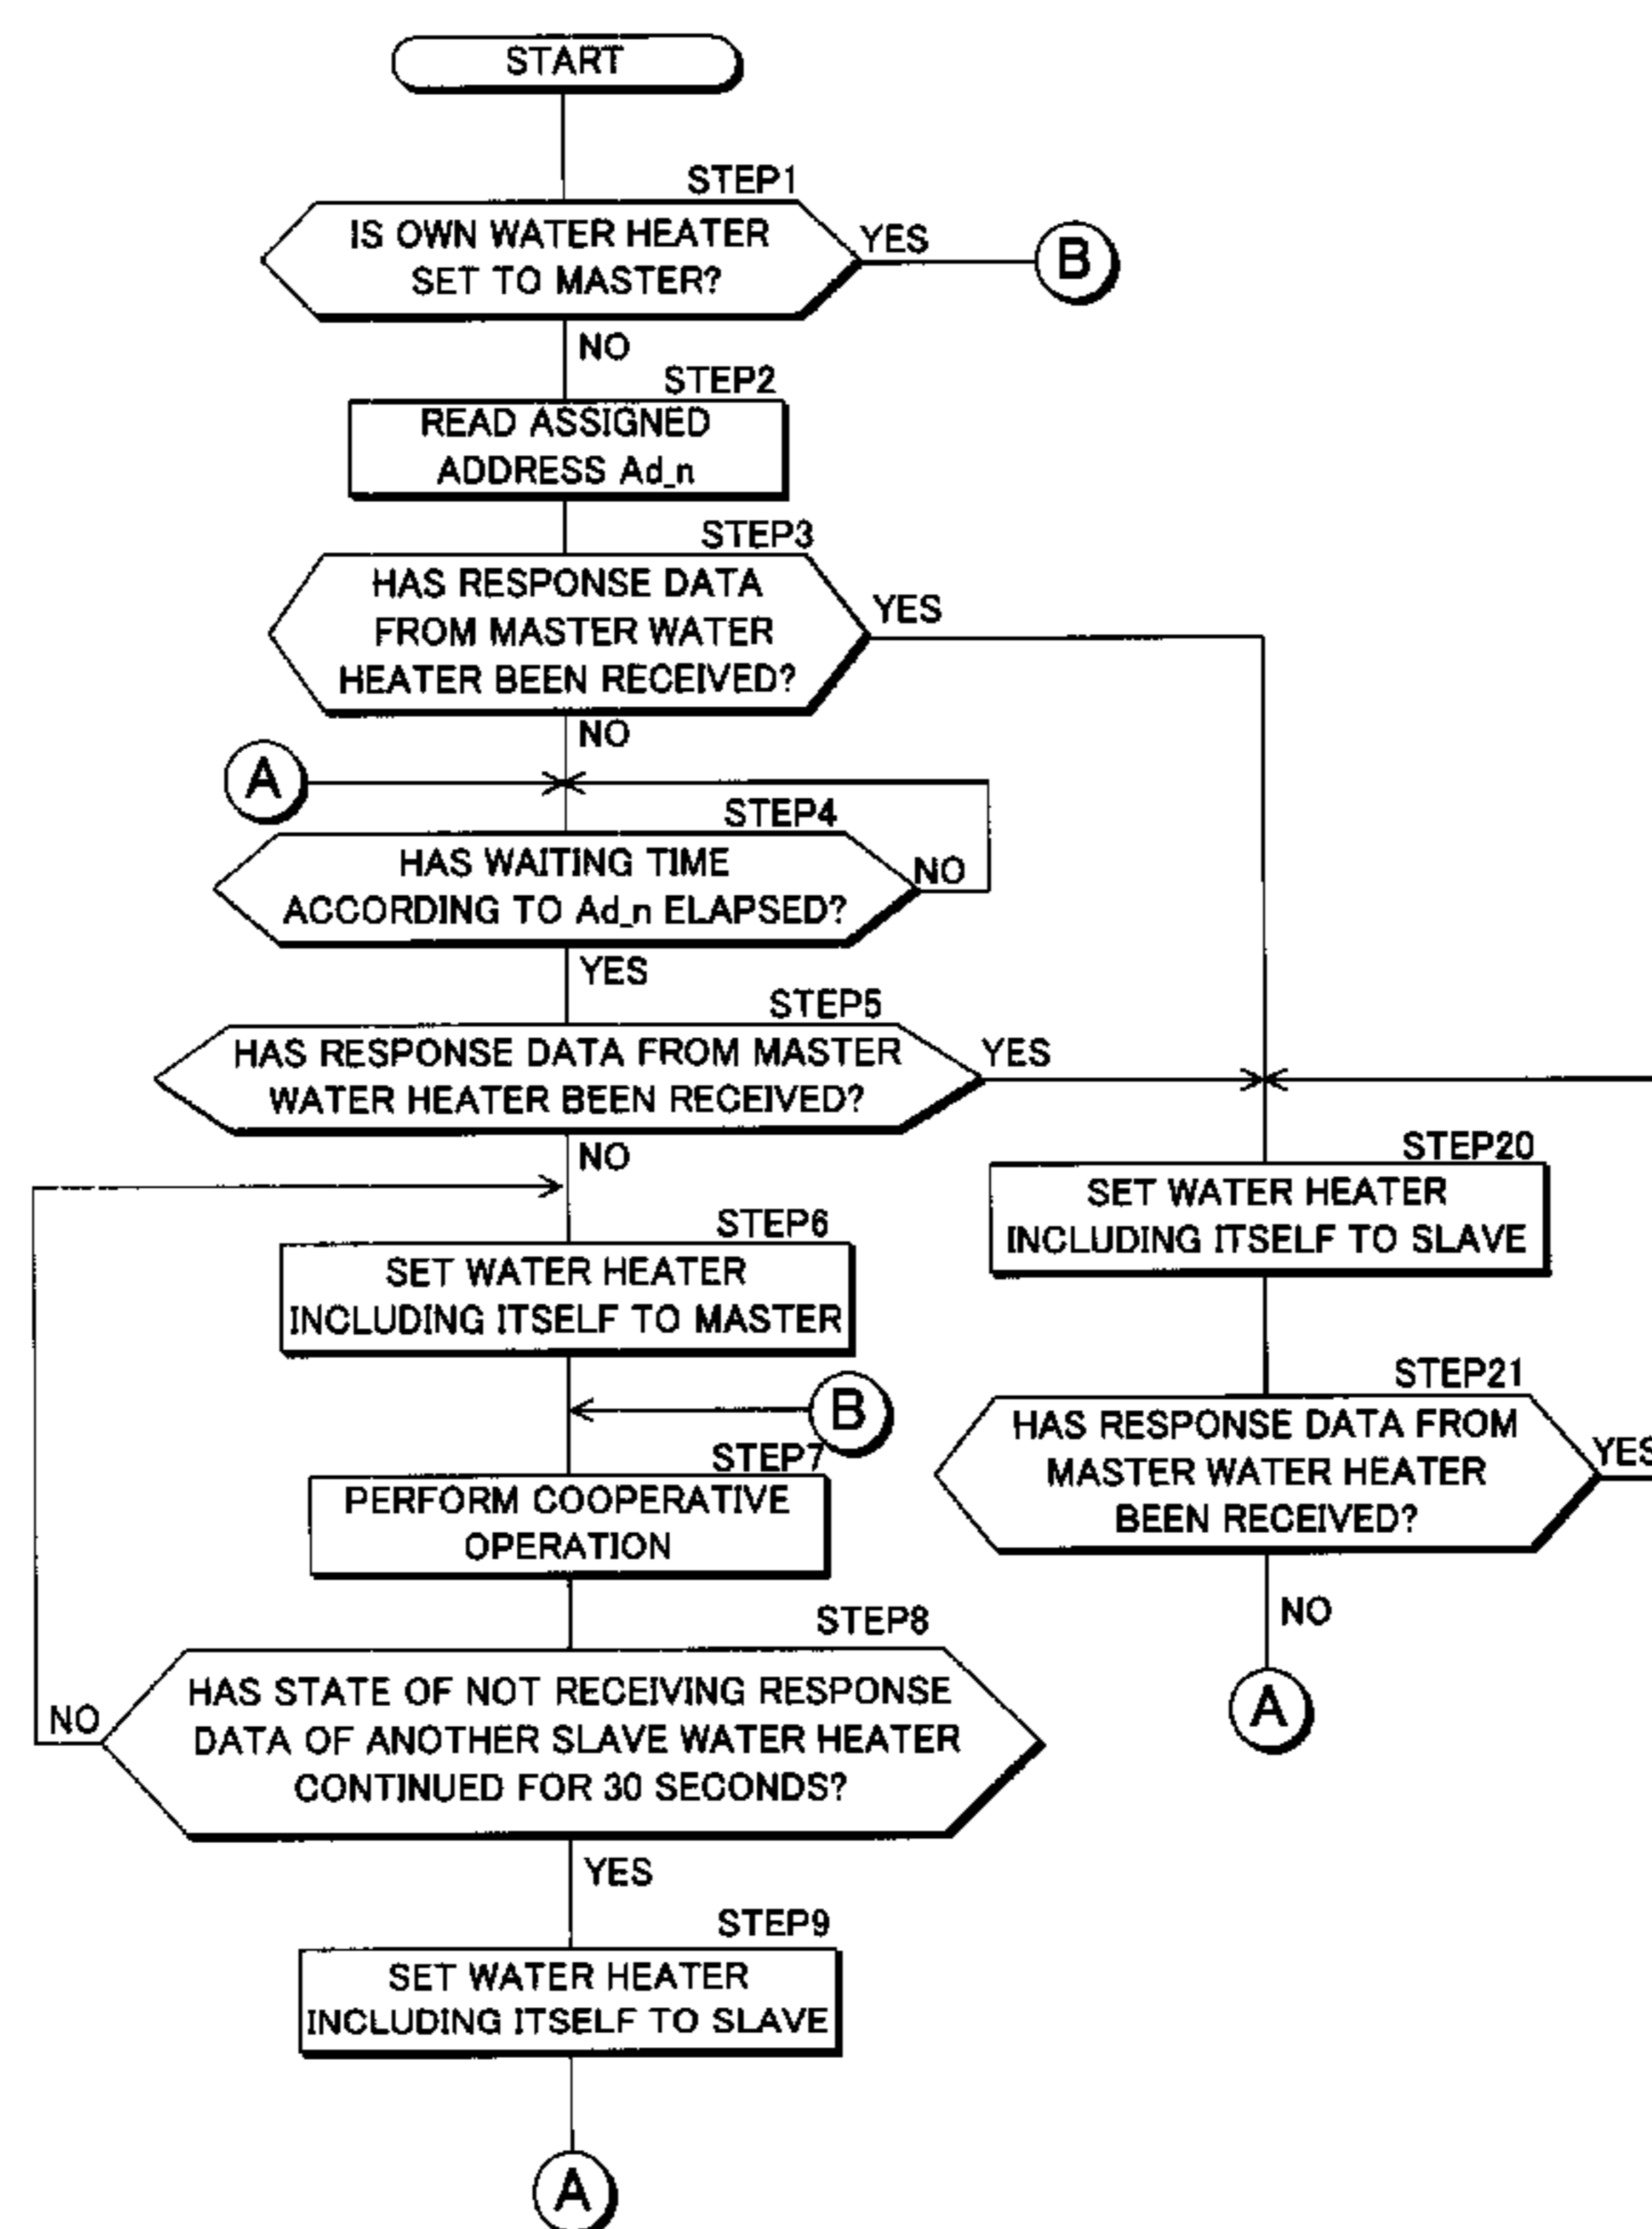 START
STEP1
IS OWN WATER HEATER
SET TO MASTER?
YES
B
NO
STEP2
READ ASSIGNED
ADDRESS Ad_n
STEP3
HAS RESPONSE DATA
FROM MASTER WATER
HEATER BEEN RECEIVED?
YES
NO
A
STEP4
HAS WAITING TIME
ACCORDING TO Ad_n ELAPSED?
NO
YES
STEP5
HAS RESPONSE DATA FROM MASTER
WATER HEATER BEEN RECEIVED?
YES
NO
STEP6
SET WATER HEATER
INCLUDING ITSELF TO MASTER
B
STEP7
PERFORM COOPERATIVE
OPERATION
STEP8
HAS STATE OF NOT RECEIVING RESPONSE
DATA OF ANOTHER SLAVE WATER HEATER
CONTINUED FOR 30 SECONDS?
NO
YES
STEP9
SET WATER HEATER
INCLUDING ITSELF TO SLAVE
A
STEP20
SET WATER HEATER
INCLUDING ITSELF TO SLAVE
STEP21
HAS RESPONSE DATA FROM
MASTER WATER HEATER
BEEN RECEIVED?
YES
NO
A